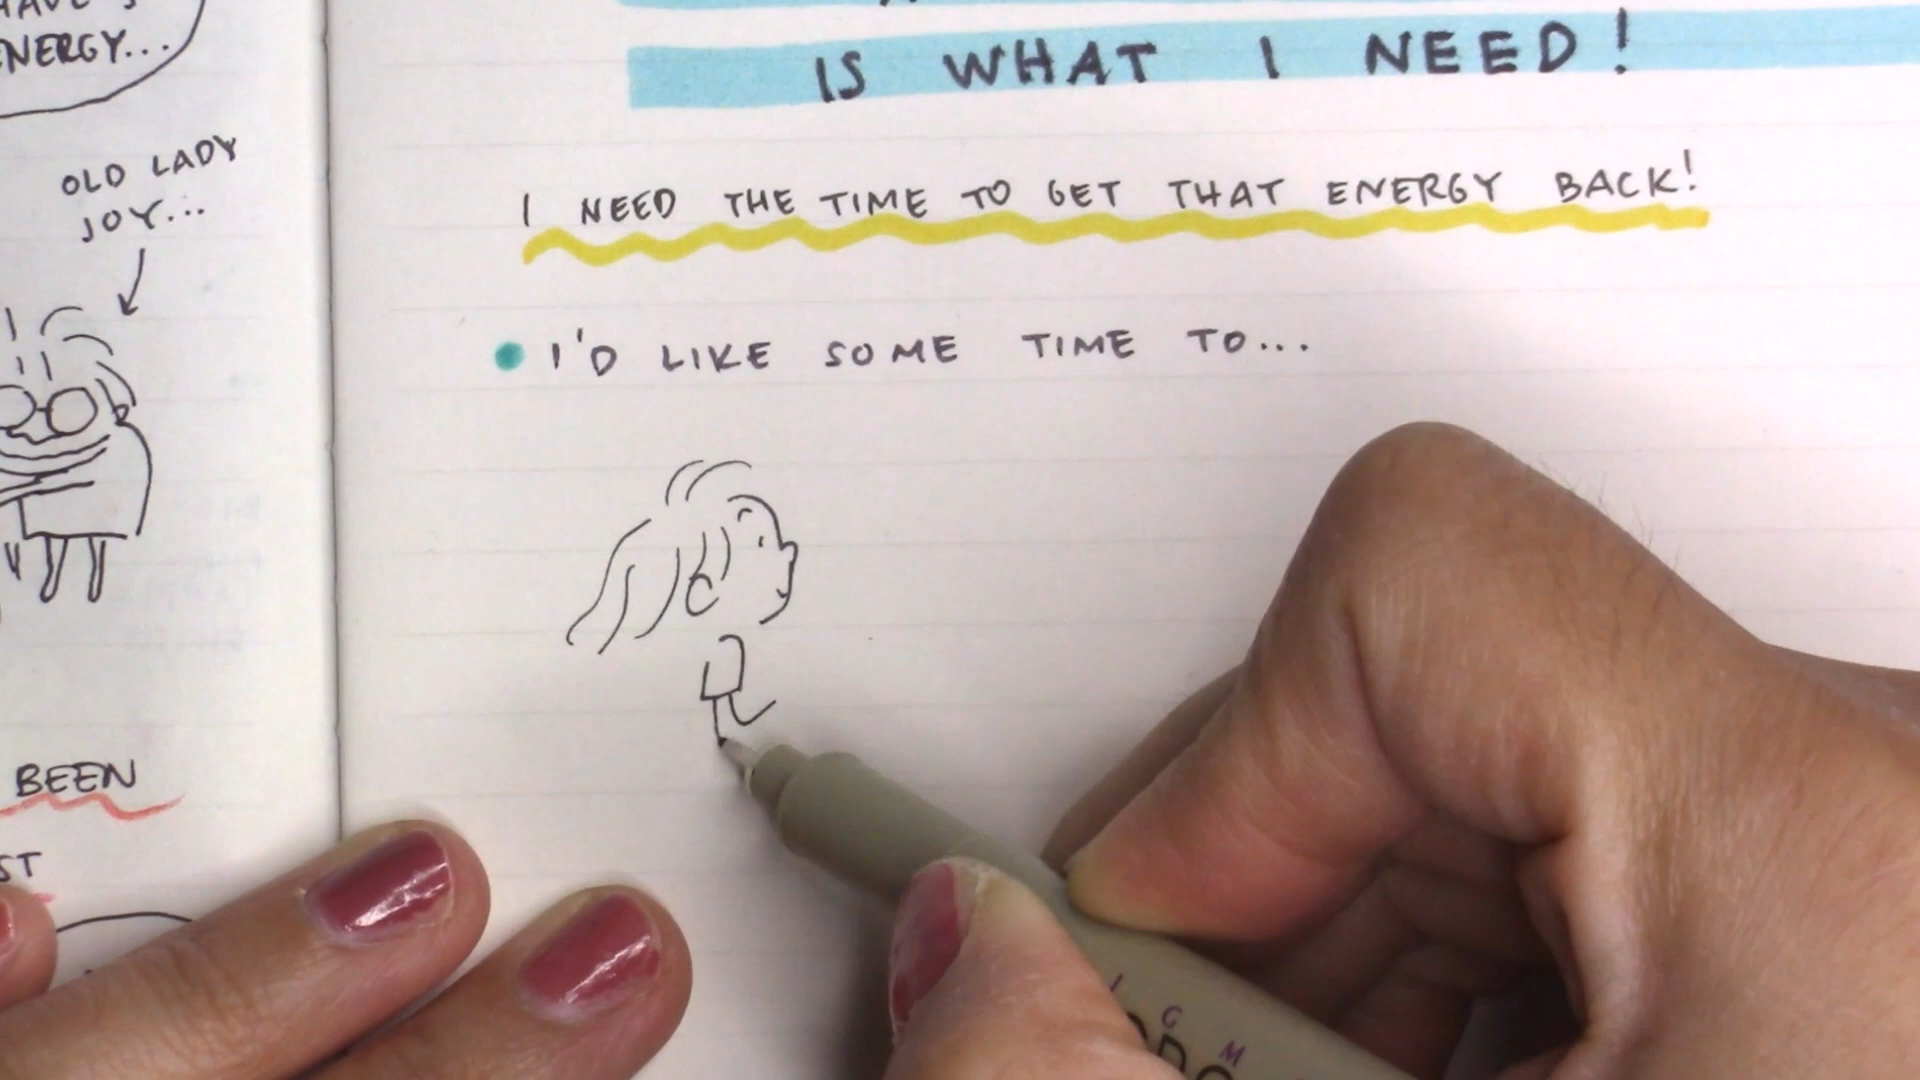 ENERGY...
OLD LADY
JOY...
BEEN
IS WHAT I NEED!
I NEED THE TIME TO GET THAT ENERGY BACK!
I'D LIKE SOME TIME TO...